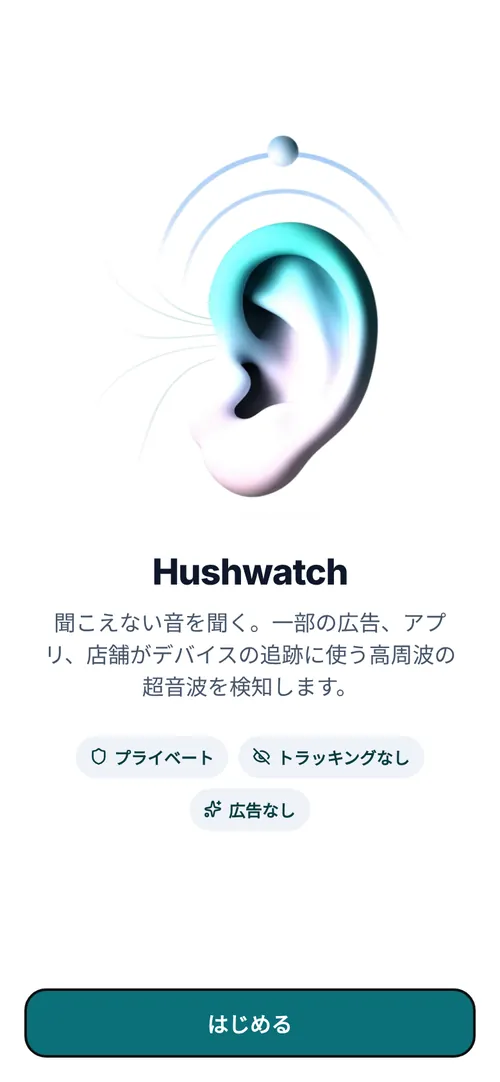 Hushwatch
聞こえない音を聞く。一部の広告、アプ
リ、店舗がデバイスの追跡に使う高周波の
超音波を検知します。
プライベート
トラッキングなし
広告なし
はじめる